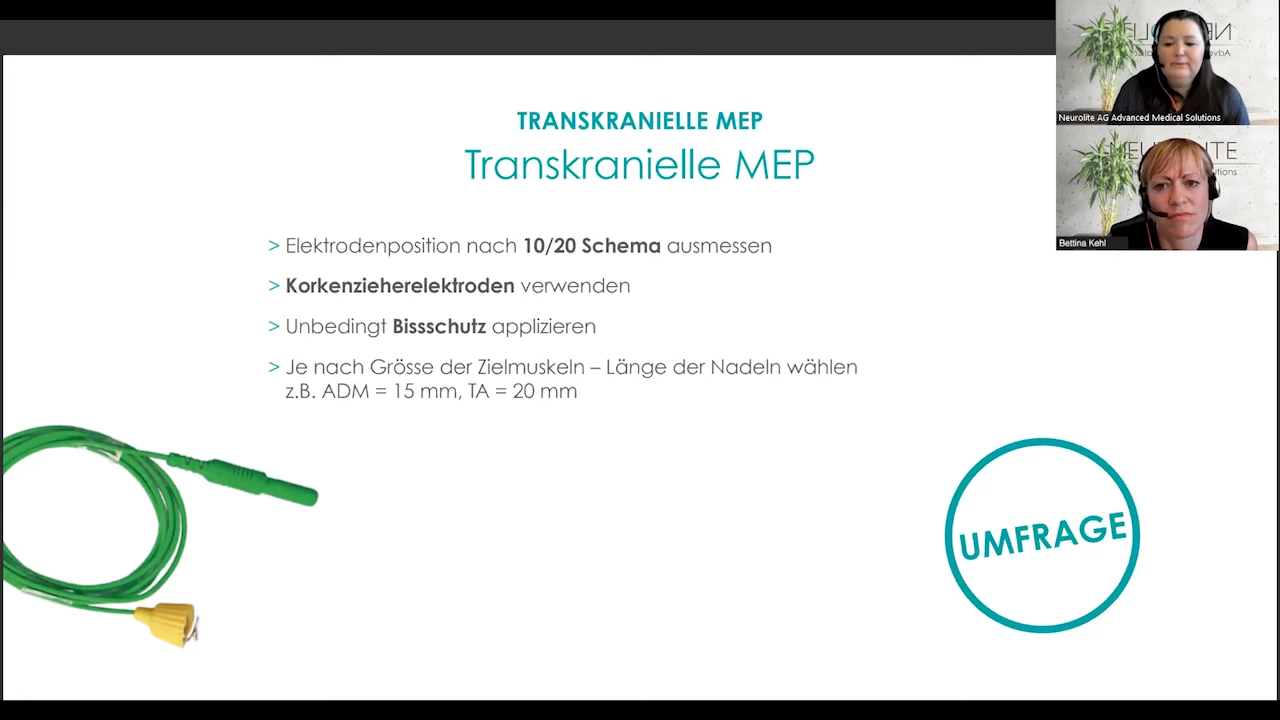 TRANSKRANIELLE MEP
Transkranielle MEP
> Elektrodenposition nach 10/20 Schema ausmessen
> Korkenzieherelektroden verwenden
> Unbedingt Bissschutz applizieren
> Je nach Grösse der Zielmuskeln – Länge der Nadeln wählen
z.B. ADM = 15 mm, TA = 20 mm
UMFRAGE
Neurolite AG Advanced Medical Solutions
Bettina Kehl